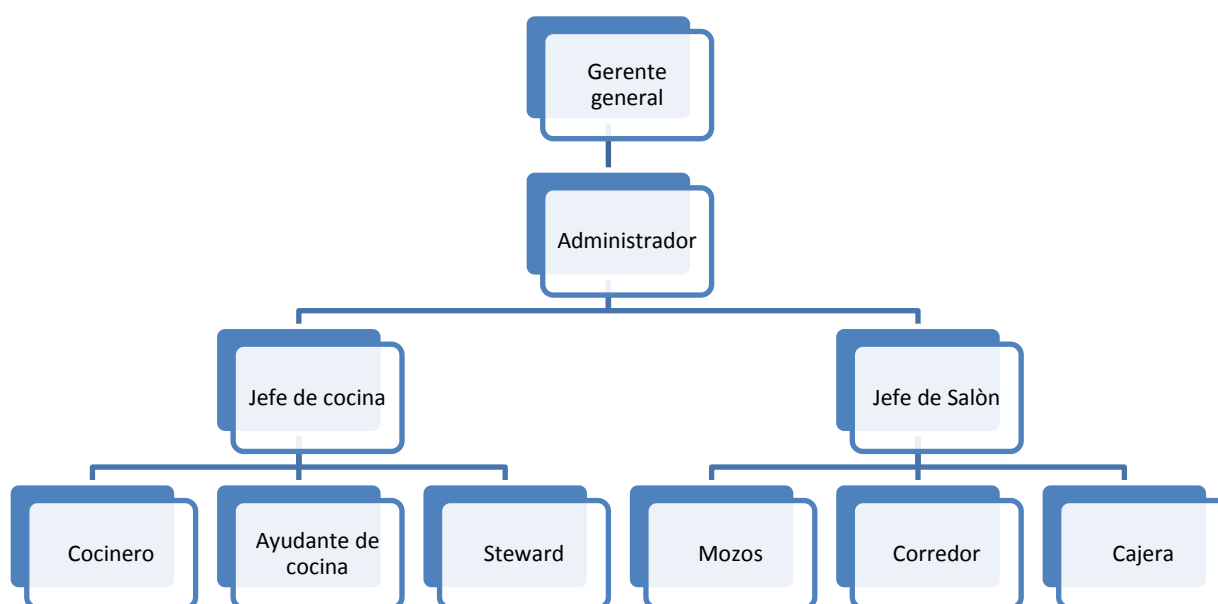 Gerente
general
Administrador
Jefe de cocina
Jefe de Salòn
Cocinero
Ayudante de
cocina
Steward
Mozos
Corredor
Cajera